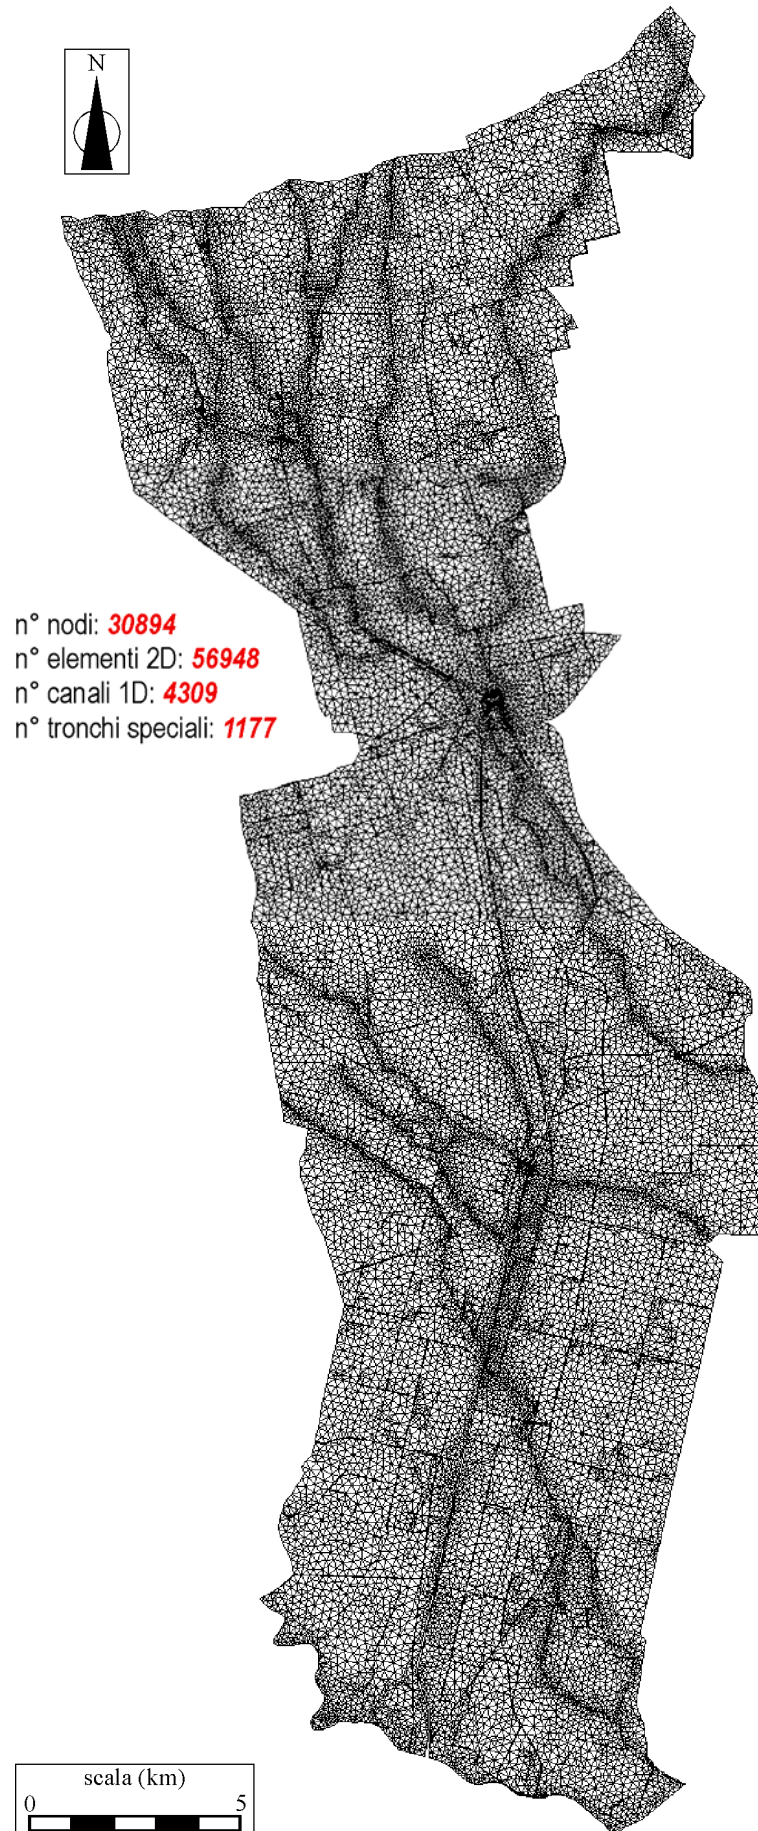 N
n° nodi: 30894
n° elementi 2D: 56948
n° canali 1D: 4309
n° tronchi speciali: 1177
scala (km)
0 5